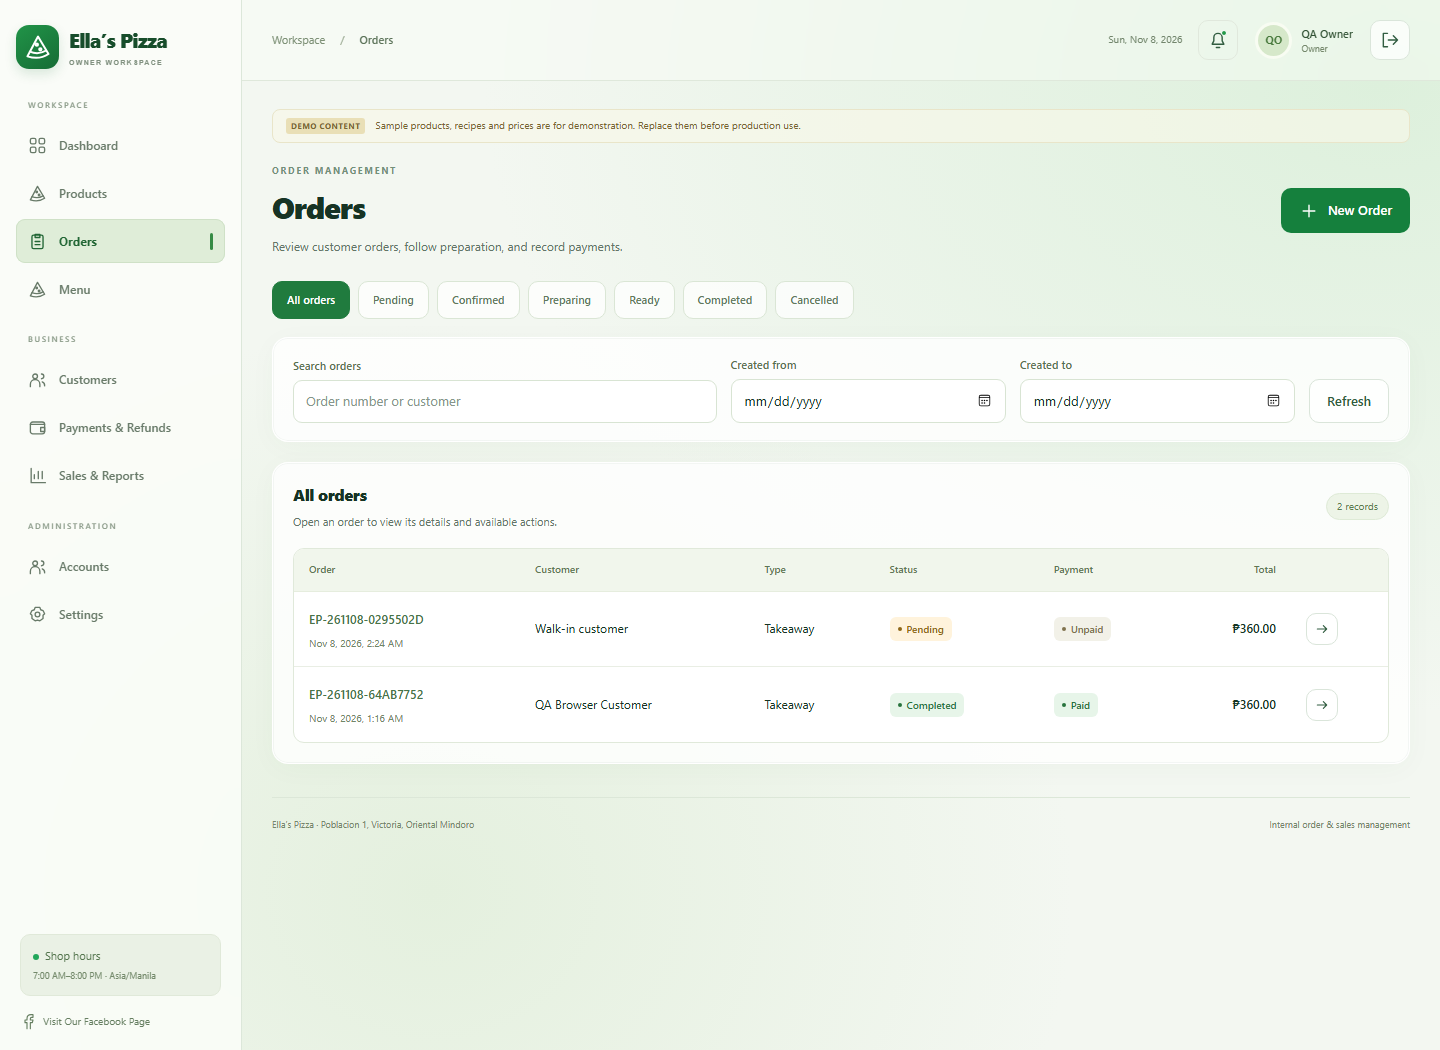 Ella's Pizza
OWNER WORKSPACE
WORKSPACE
Dashboard
Products
Orders
Menu
BUSINESS
Customers
Payments & Refunds
Sales & Reports
ADMINISTRATION
Accounts
Settings
Shop hours
7:00 AM–8:00 PM · Asia/Manila
Visit Our Facebook Page
Workspace / Orders
Sun, Nov 8, 2026
QO
QA Owner
Owner
DEMO CONTENT Sample products, recipes and prices are for demonstration. Replace them before production use.
ORDER MANAGEMENT
Orders
Review customer orders, follow preparation, and record payments.
New Order
All orders Pending Confirmed Preparing Ready Completed Cancelled
Search orders Created from Created to
Order number or customer mm/dd/yyyy mm/dd/yyyy Refresh
All orders
Open an order to view its details and available actions.
2 records
Order Customer Type Status Payment Total
EP-261108-0295502D
Nov 8, 2026, 2:24 AM
Walk-in customer Takeaway Pending Unpaid ₱360.00
EP-261108-64AB7752
Nov 8, 2026, 1:16 AM
QA Browser Customer Takeaway Completed Paid ₱360.00
Ella's Pizza · Poblacion 1, Victoria, Oriental Mindoro
Internal order & sales management